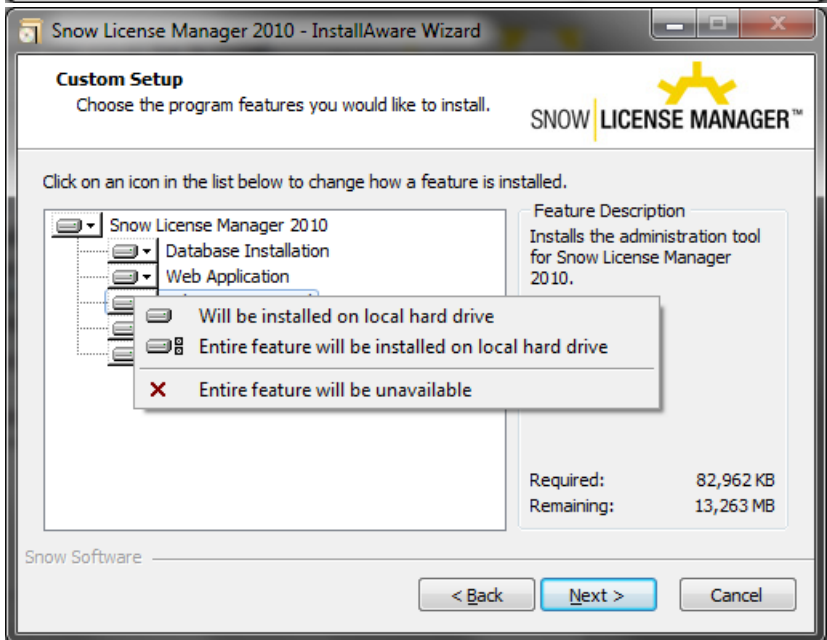 Snow License Manager 2010 - InstallAware Wizard
Custom Setup
Choose the program features you would like to install.
SNOW LICENSE MANAGER™
Click on an icon in the list below to change how a feature is installed.
Snow License Manager 2010
Database Installation
Web Application
Will be installed on local hard drive
Entire feature will be installed on local hard drive
Entire feature will be unavailable
Feature Description
Installs the administration tool
for Snow License Manager
2010.
Required: 82,962 KB
Remaining: 13,263 MB
Snow Software
< Back
Next >
Cancel